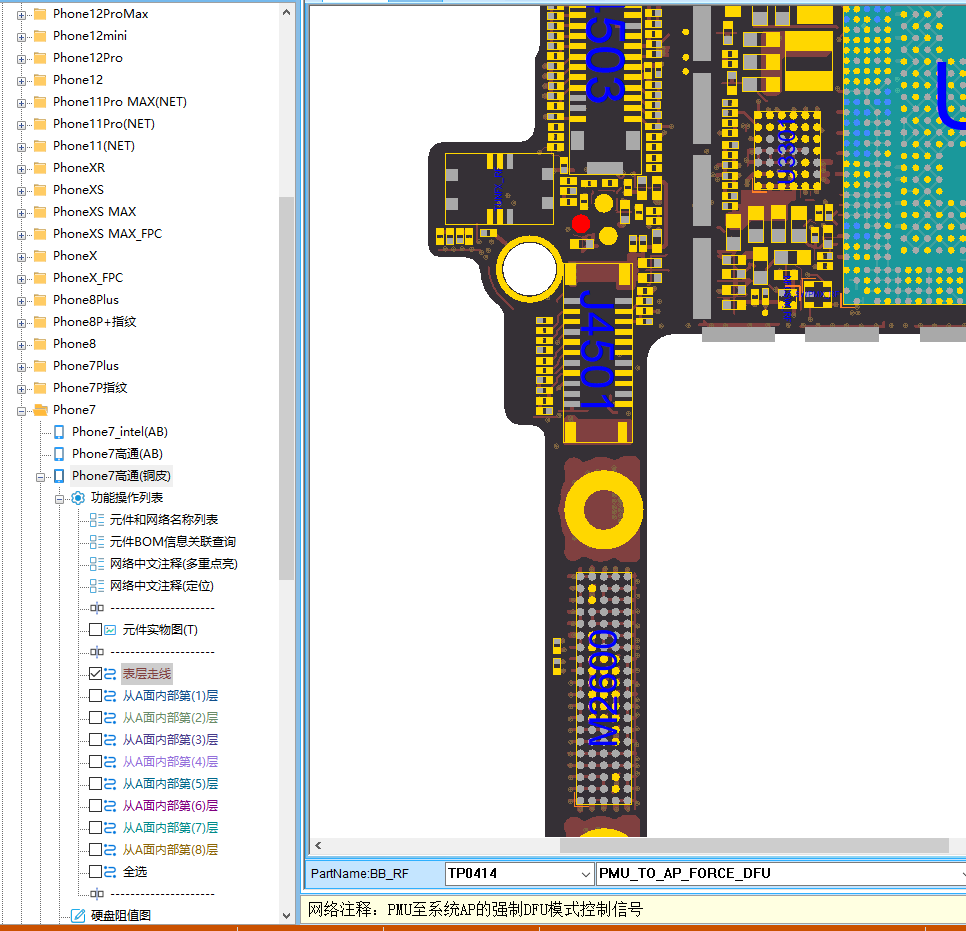 Phone12ProMax
Phone12mini
Phone12Pro
Phone12
Phone11Pro MAX(NET)
Phone11Pro(NET)
Phone11(NET)
PhoneXR
PhoneXS
PhoneXS MAX
PhoneXS MAX_FPC
PhoneX
PhoneX_FPC
Phone8Plus
Phone8P+指纹
Phone8
Phone7Plus
Phone7P指纹
Phone7
Phone7_intel(AB)
Phone7高通(AB)
Phone7高通(铜皮)
功能操作列表
元件和网络名称列表
元件BOM信息关联查询
网络中文注释(多重点亮)
网络中文注释(定位)
----------------------
元件实物图(T)
----------------------
表层走线
从A面内部第(1)层
从A面内部第(2)层
从A面内部第(3)层
从A面内部第(4)层
从A面内部第(5)层
从A面内部第(6)层
从A面内部第(7)层
从A面内部第(8)层
全选
----------------------
硬盘阻值图
4503
J4501
M2800
PartName:BB_RF
TP0414
PMU_TO_AP_FORCE_DFU
网络注释：PMU至系统AP的强制DFU模式控制信号